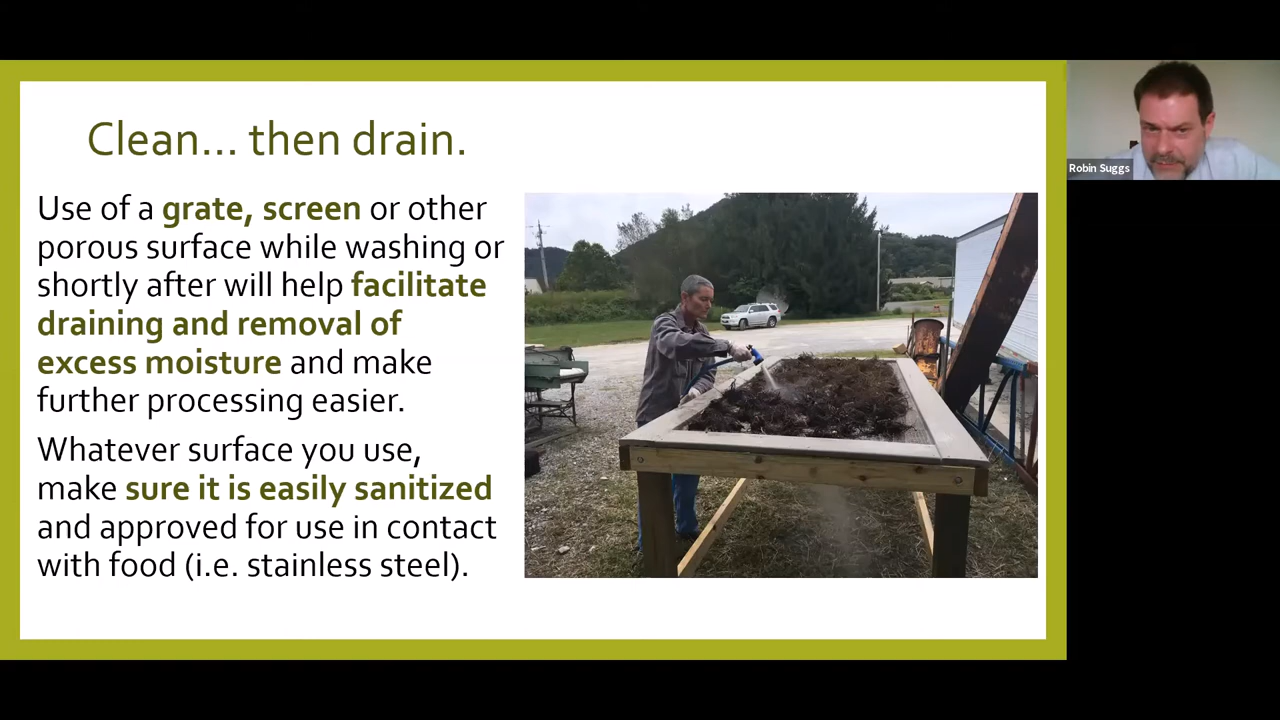 Clean... then drain.
Use of a grate, screen or other
porous surface while washing or
shortly after will help facilitate
draining and removal of
excess moisture and make
further processing easier.
Whatever surface you use,
make sure it is easily sanitized
and approved for use in contact
with food (i.e. stainless steel).
Robin Suggs